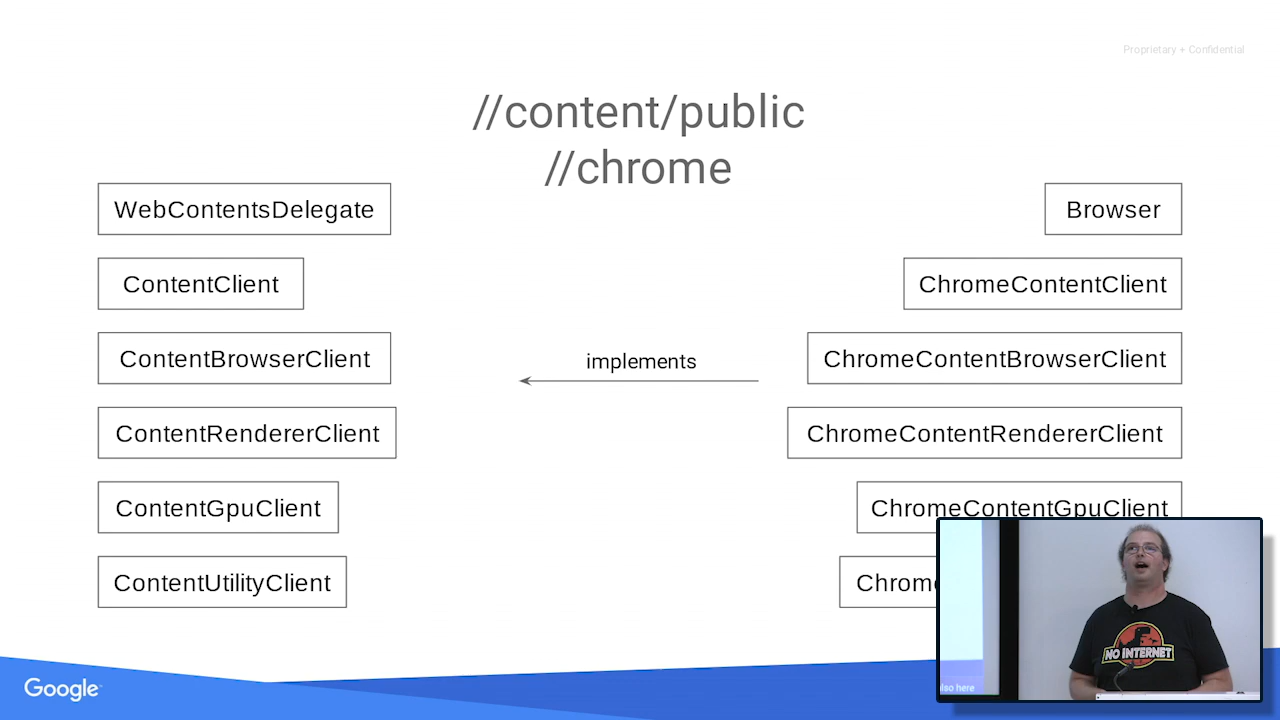 Proprietary + Confidential
//content/public
//chrome
WebContentsDelegate
Browser
ContentClient
ChromeContentClient
ContentBrowserClient
implements
ChromeContentBrowserClient
ContentRendererClient
ChromeContentRendererClient
ContentGpuClient
ChromeContentGpuClient
ContentUtilityClient
Google
NO INTERNET
here